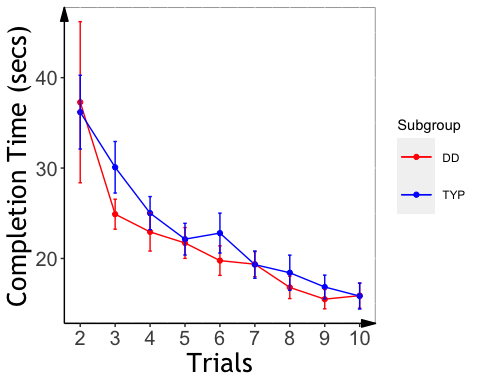 Completion Time (secs)
40
30
20
2 3 4 5 6 7 8 9 10
Trials
Subgroup
DD
TYP